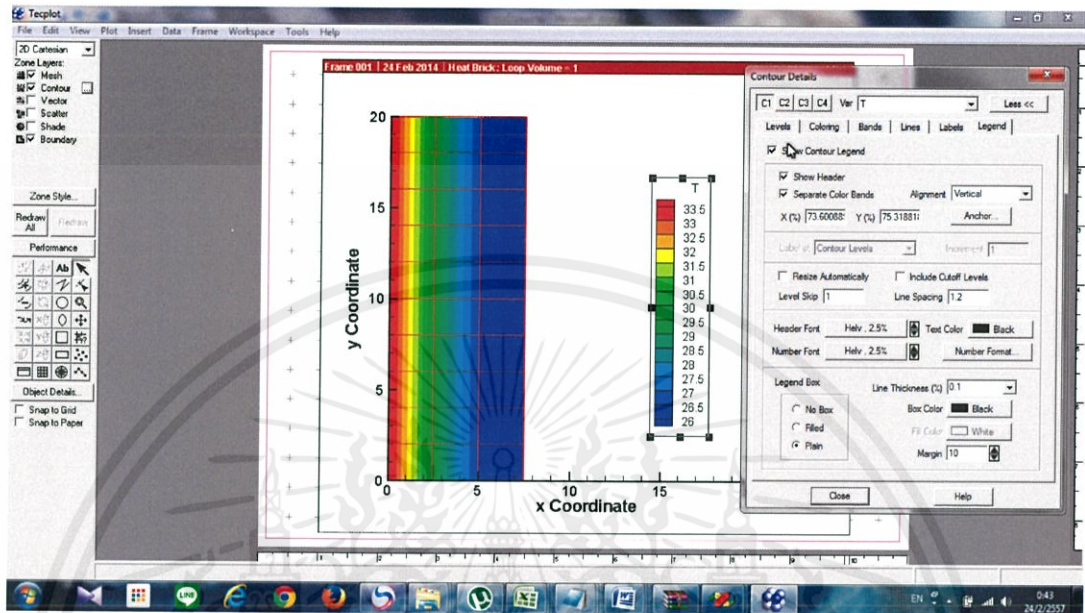 Tecplot
File Edit View Plot Insert Data Frame Workspace Tools Help
2D Cartesian
Zone Layers:
Mesh
Contour
Vector
Scatter
Shade
Boundary
Zone Style...
Redraw All
Redraw
Performance
Ab
Object Details...
Snap to Grid
Snap to Paper
Frame 001 | 24 Feb 2014 | Heat Brick : Loop Volume = 1
20
15
10
5
0
y Coordinate
0 5 10 15
x Coordinate
T
33.5
33
32.5
32
31.5
31
30.5
30
29.5
29
28.5
28
27.5
27
26.5
26
Contour Details
C1 C2 C3 C4 Var T Less <<
Levels Coloring Bands Lines Labels Legend
Show Contour Legend
Show Header
Separate Color Bands Alignment Vertical
X (%) 73.6008 Y (%) 75.3188 Anchor...
Contour Levels Increment 1
Resize Automatically Include Cutoff Levels
Level Skip 1 Line Spacing 1.2
Header Font Helv , 2.5% Text Color Black
Number Font Helv , 2.5% Number Format...
Legend Box Line Thickness (%) 0.1
No Box Box Color Black
Filled Fill Color White
Plain Margin 10
Close Help
EN 0:43
24/2/2557